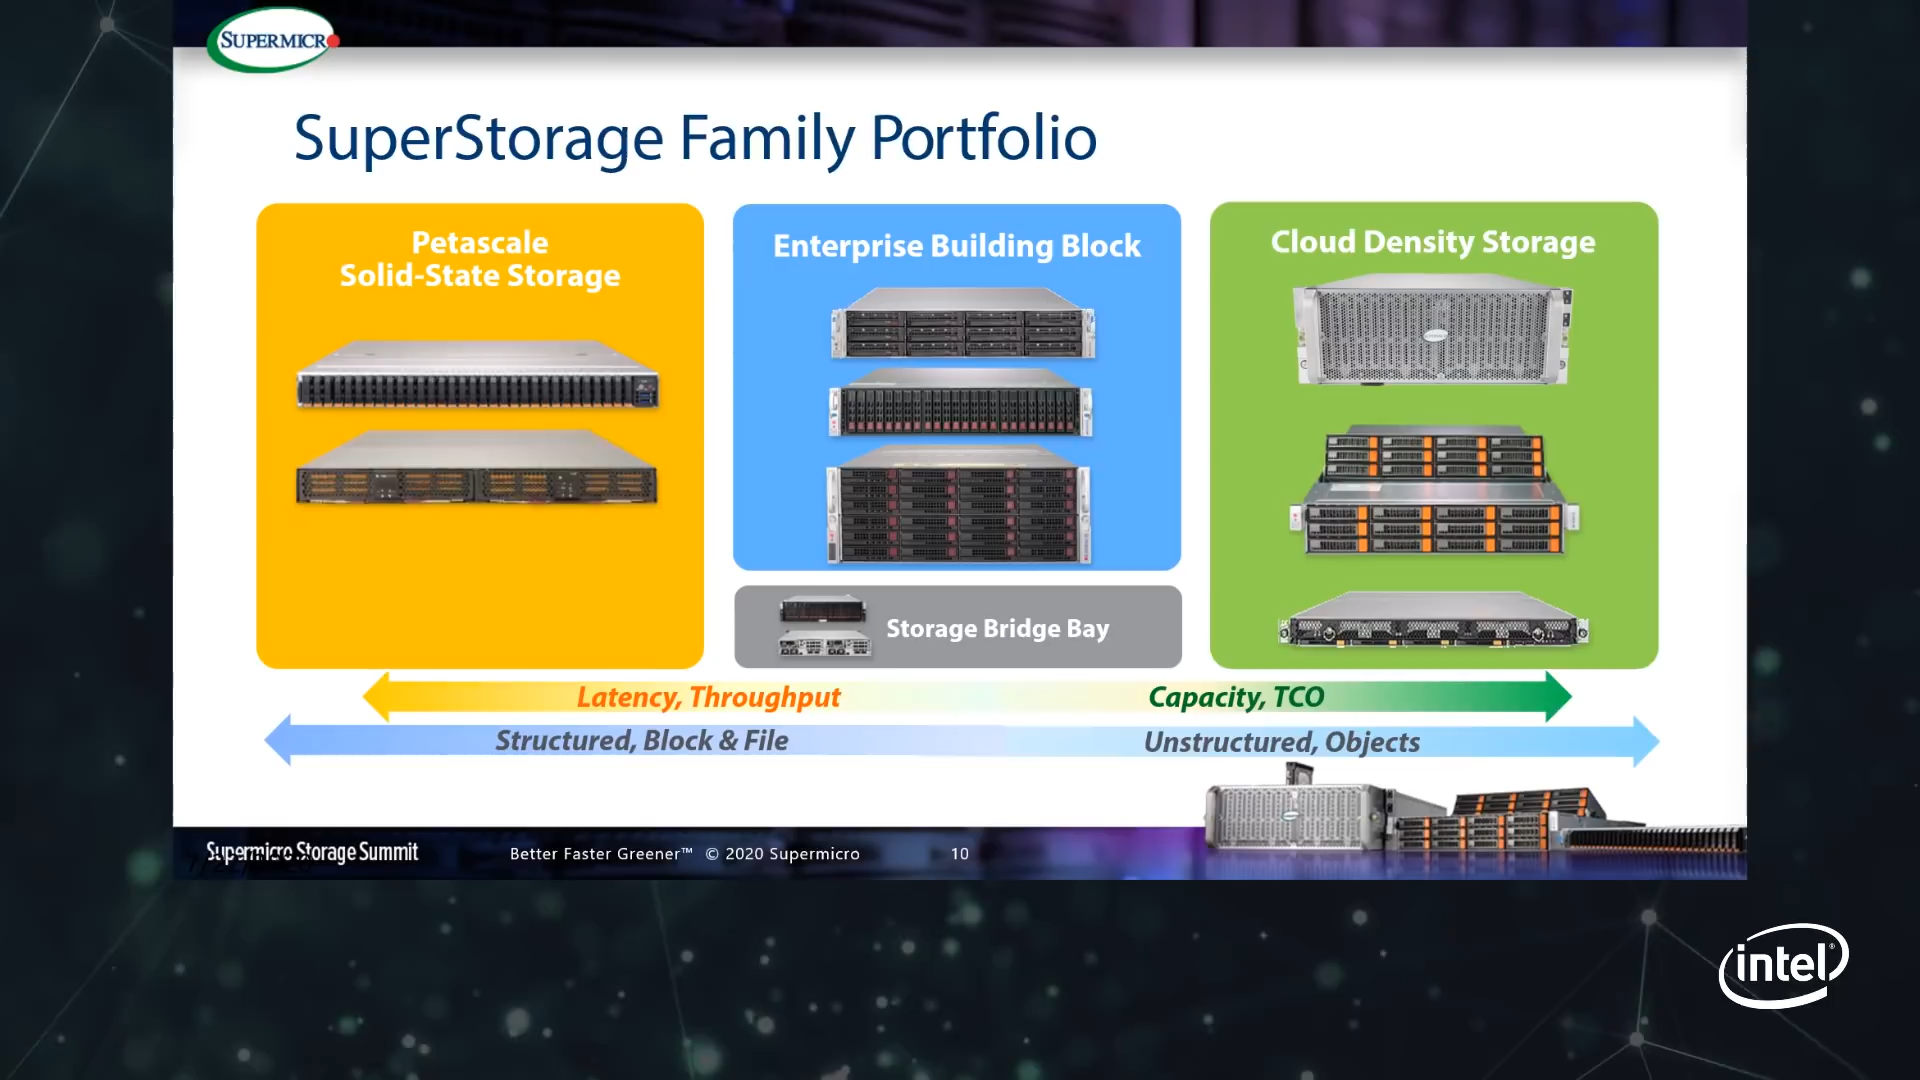 SUPERMICRO
SuperStorage Family Portfolio
Petascale
Solid-State Storage
Enterprise Building Block
Storage Bridge Bay
Cloud Density Storage
Latency, Throughput
Capacity, TCO
Structured, Block & File
Unstructured, Objects
Supermicro Storage Summit
Better Faster Greener™ © 2020 Supermicro
10
intel®